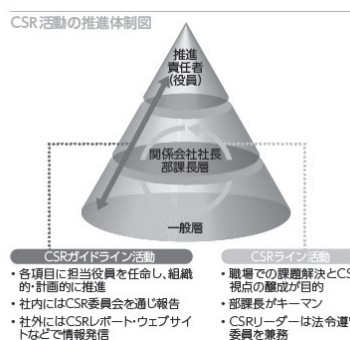 CSR活動の推進体制図
推進
責任者
(役員)
関係会社社長
部課長層
一般層
CSRガイドライン活動
・各項目に担当役員を任命し、組織
的・計画的に推進
・社内にはCSR委員会を通じ報告
・社外にはCSRレポート・ウェブサイ
トなどで情報発信
CSRライン活動
・職場での課題解決とCS
視点の醸成が目的
・部課長がキーマン
・CSRリーダーは法令遵
委員を兼務